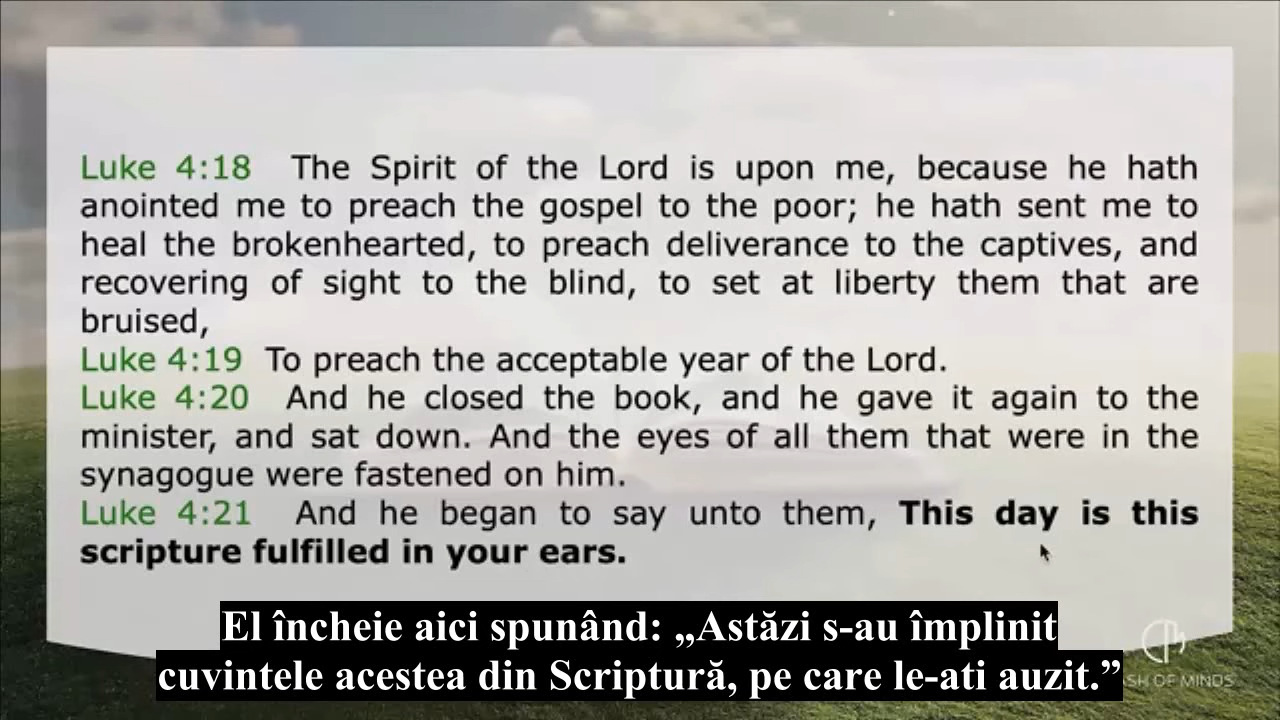 Luke 4:18 The Spirit of the Lord is upon me, because he hath
anointed me to preach the gospel to the poor; he hath sent me to
heal the brokenhearted, to preach deliverance to the captives, and
recovering of sight to the blind, to set at liberty them that are
bruised,
Luke 4:19 To preach the acceptable year of the Lord.
Luke 4:20 And he closed the book, and he gave it again to the
minister, and sat down. And the eyes of all them that were in the
synagogue were fastened on him.
Luke 4:21 And he began to say unto them, This day is this
scripture fulfilled in your ears.
El încheie aici spunând: „Astăzi s-au împlinit
cuvintele acestea din Scriptură, pe care le-ati auzit.”
OF MINDS